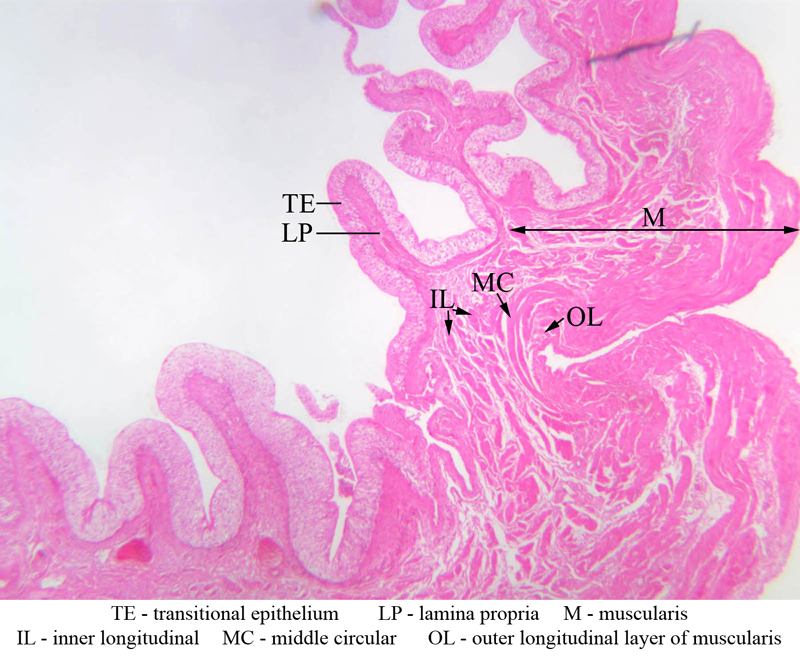 TE
LP
M
MC
IL
OL
TE - transitional epithelium LP - lamina propria M - muscularis
IL - inner longitudinal MC - middle circular OL - outer longitudinal layer of muscularis